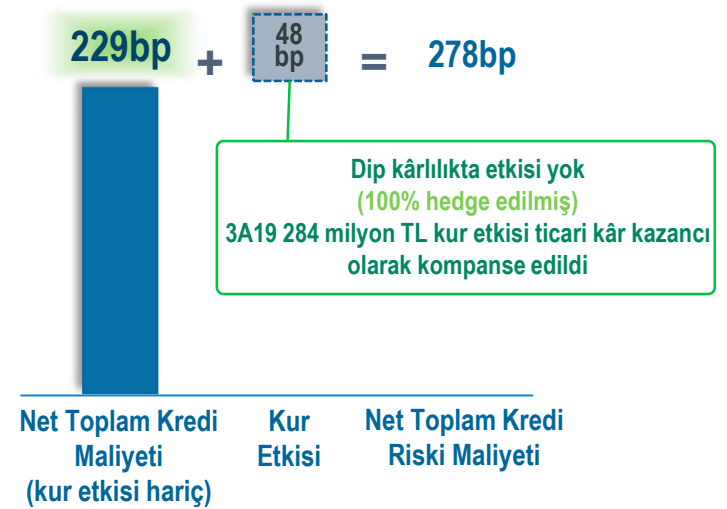 229bp + 48 bp = 278bp
Dip kârlılıkta etkisi yok
(100% hedge edilmiş)
3A19 284 milyon TL kur etkisi ticari kâr kazancı
olarak kompanse edildi
Net Toplam Kredi
Maliyeti
(kur etkisi hariç)
Kur
Etkisi
Net Toplam Kredi
Riski Maliyeti